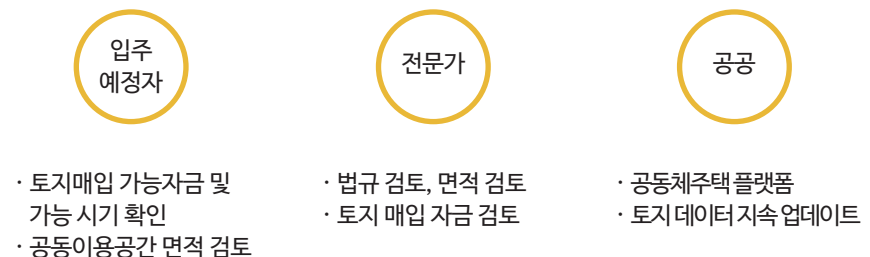 입주
예정자
전문가
공공
· 토지매입 가능자금 및
가능 시기 확인
· 공동이용공간 면적 검토
· 법규 검토, 면적 검토
· 토지 매입 자금 검토
· 공동체주택 플랫폼
· 토지 데이터 지속 업데이트